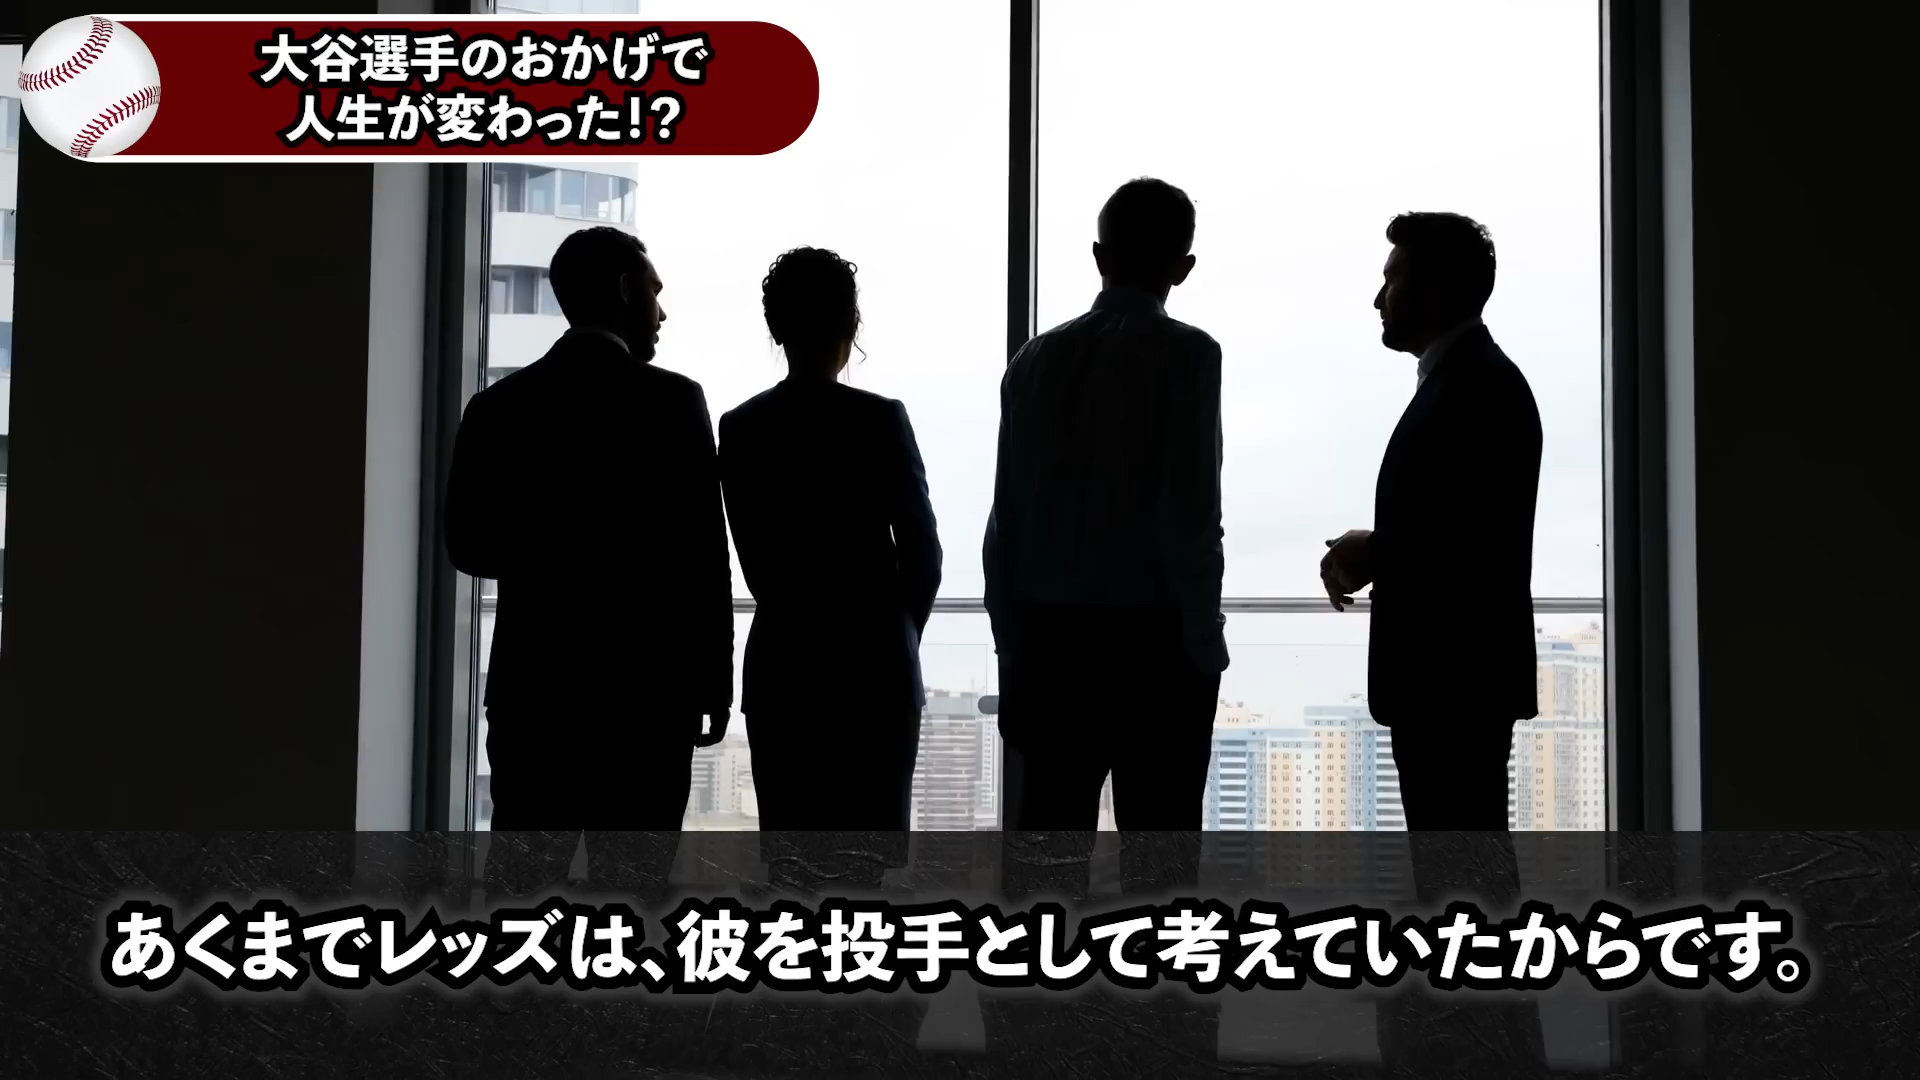 大谷選手のおかげで
人生が変わった!?
あくまでレッズは、彼を投手として考えていたからです。